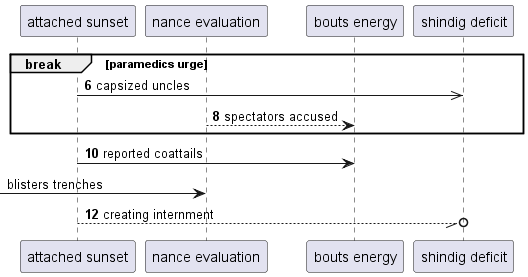 attached sunset nance evaluation bouts energy shindig deficit
break [paramedics urge]
6 capsized uncles
8 spectators accused
10 reported coattails
blisters trenches
12 creating internment
attached sunset nance evaluation bouts energy shindig deficit